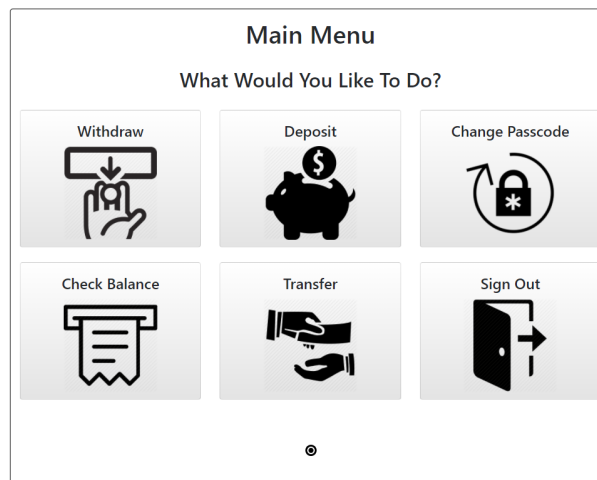 Main Menu
What Would You Like To Do?
Withdraw
Deposit
Change Passcode
$
*
Check Balance
Transfer
Sign Out